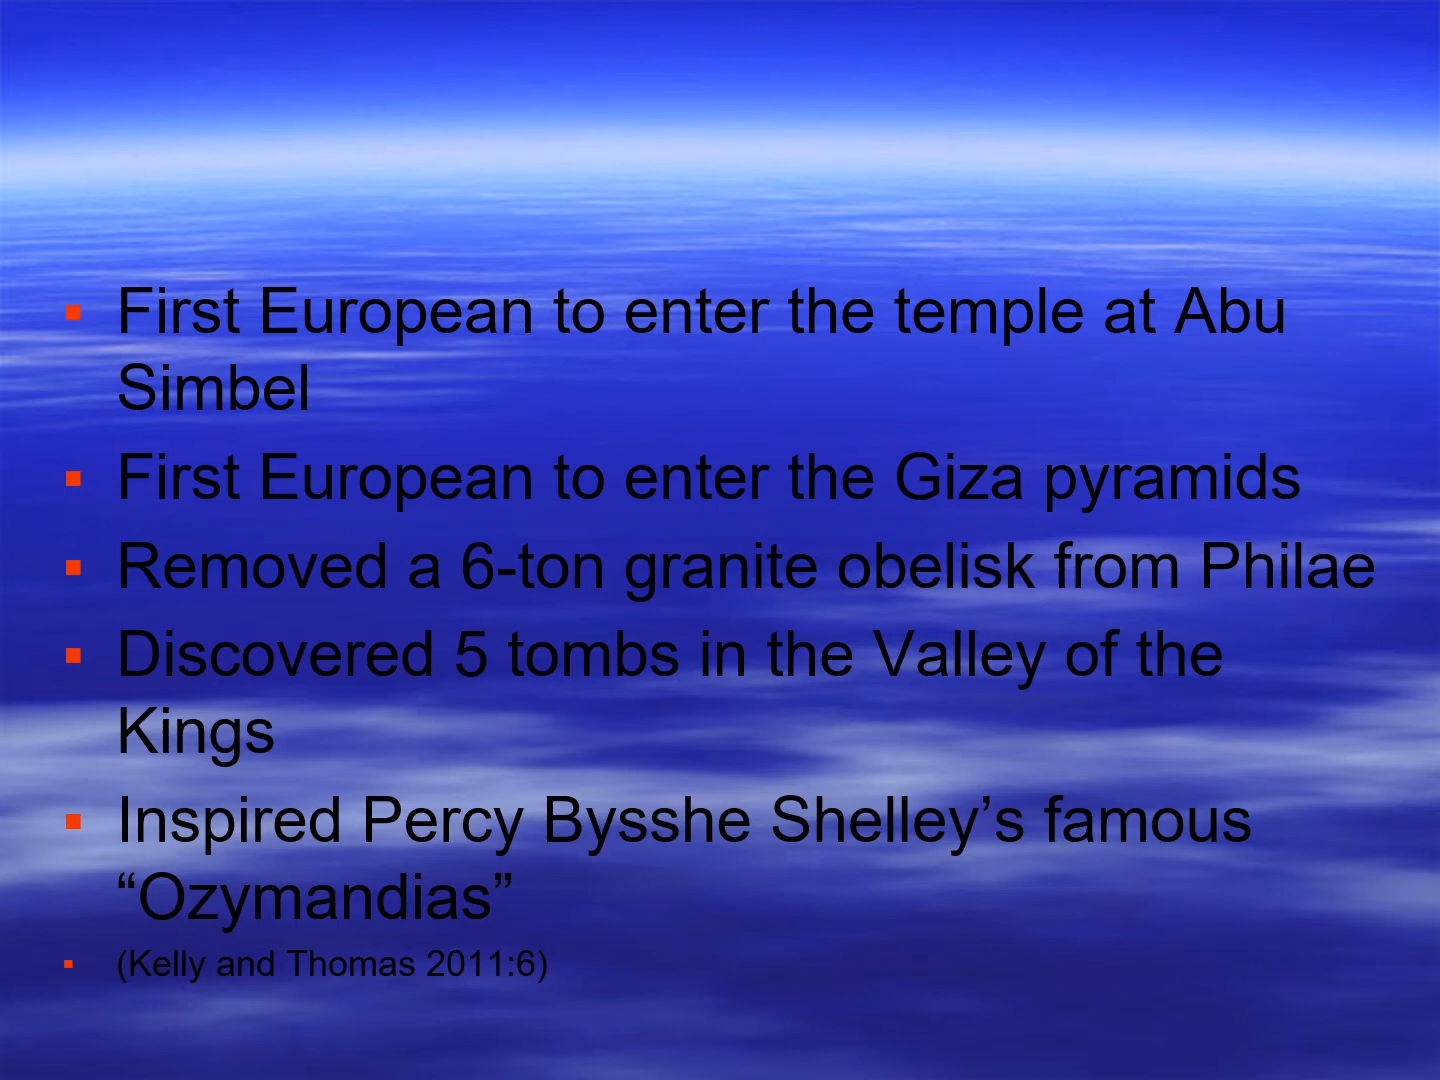 ▪ First European to enter the temple at Abu
Simbel
▪ First European to enter the Giza pyramids
▪ Removed a 6-ton granite obelisk from Philae
▪ Discovered 5 tombs in the Valley of the
Kings
▪ Inspired Percy Bysshe Shelley’s famous
“Ozymandias”
▪ (Kelly and Thomas 2011:6)